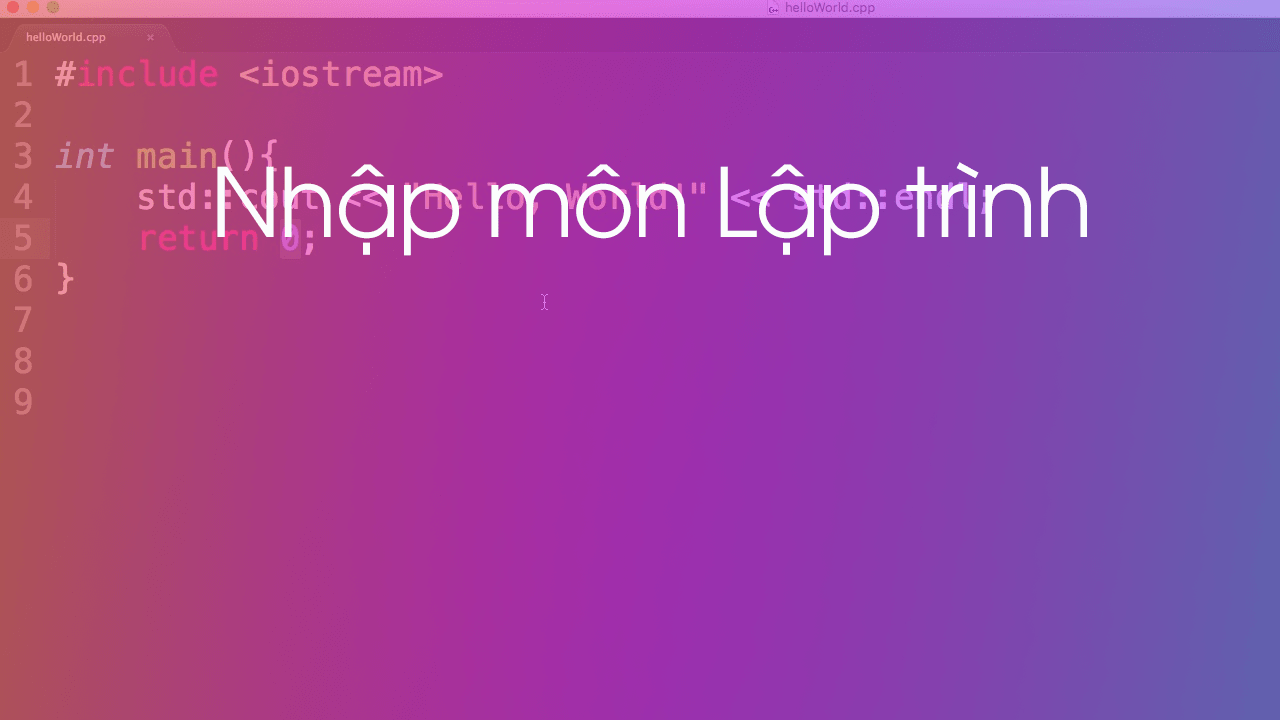 helloWorld.cpp
helloWorld.cpp ×
1 #include <iostream>
2
3 int main(){
4 std::cout << "Hello, World!" << std::endl;
Nhập môn Lập trình
5 return 0;
6 }
7
8
9